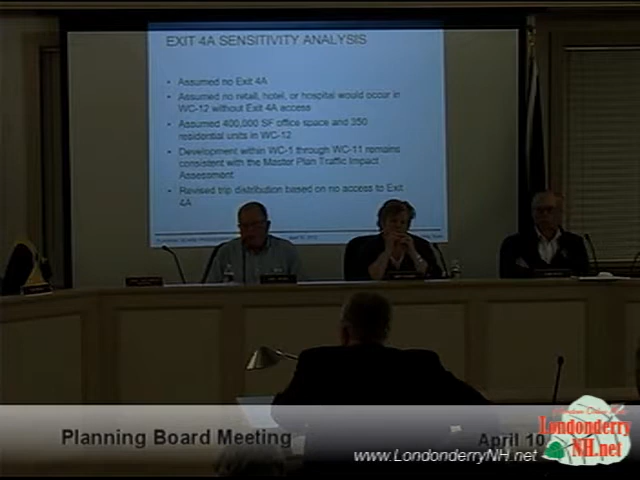 EXIT 4A SENSITIVITY ANALYSIS
• Assumed no Exit 4A
• Assumed no retail, hotel, or hospital would occur in
WC-12 without Exit 4A access
• Assumed 400,000 SF office space and 350
residential units in WC-12
• Development within WC-1 through WC-11 remains
consistent with the Master Plan Traffic Impact
Assessment
• Revised trip distribution based on no access to Exit
4A
Planning Board Meeting
April 10
www.LondonderryNH.net
Londonderry
NH.net